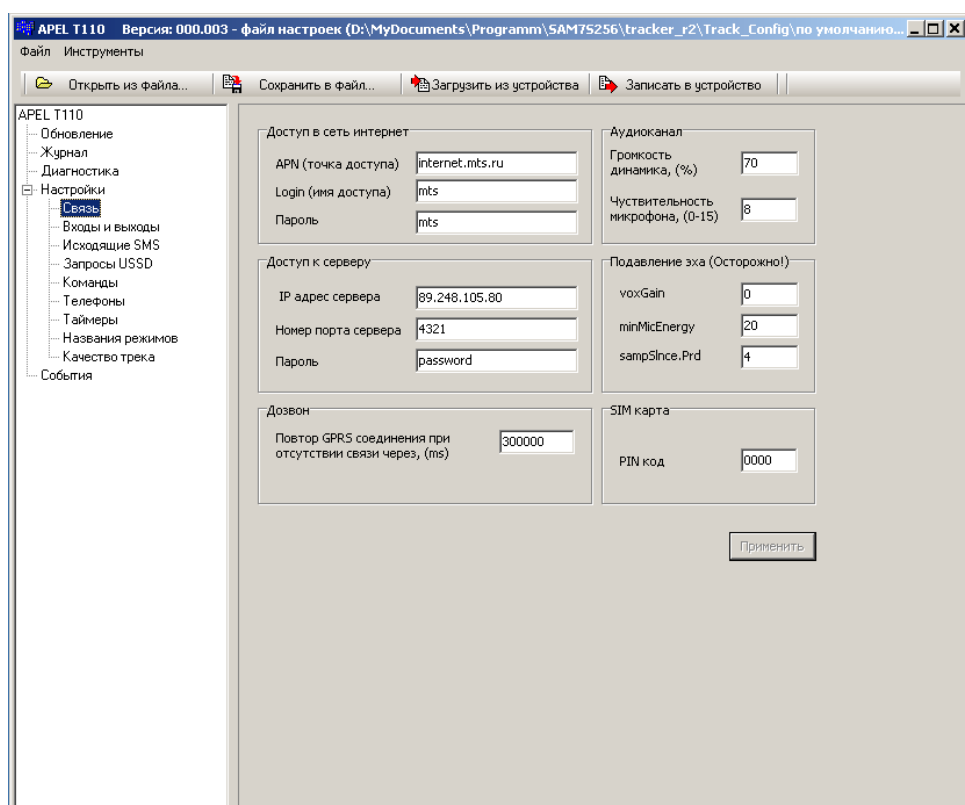 APEL T110 Версия: 000.003 - файл настроек (D:\MyDocuments\Programm\SAM7S256\tracker_r2\Track_Config\по умолчанию...
Файл Инструменты
Открыть из файла... Сохранить в файл... Загрузить из устройства Записать в устройство
APEL T110
Обновление
Журнал
Диагностика
Настройки
Связь
Входы и выходы
Исходящие SMS
Запросы USSD
Команды
Телефоны
Таймеры
Названия режимов
Качество трека
События
Доступ в сеть интернет
APN (точка доступа) internet.mts.ru
Login (имя доступа) mts
Пароль mts
Доступ к серверу
IP адрес сервера 89.248.105.80
Номер порта сервера 4321
Пароль password
Дозвон
Повтор GPRS соединения при
отсутствии связи через, (ms) 300000
Аудиоканал
Громкость
динамика, (%) 70
Чуствительность
микрофона, (0-15) 8
Подавление эха (Осторожно!)
voxGain 0
minMicEnergy 20
sampSlnce.Prd 4
SIM карта
PIN код 0000
Применить